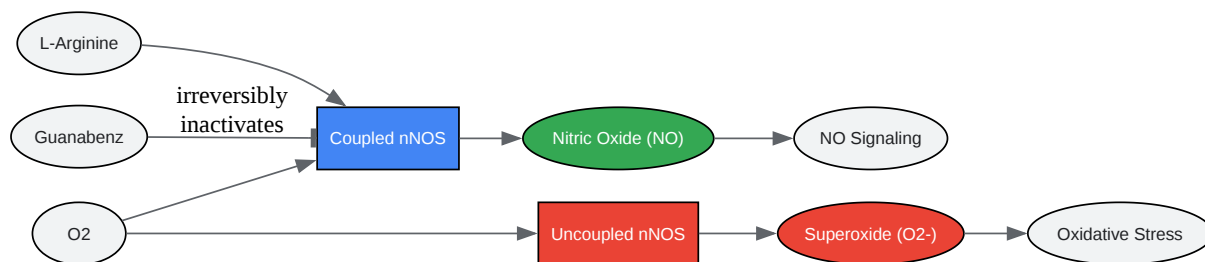 L-Arginine
irreversibly
inactivates
Guanabenz
Coupled nNOS
Nitric Oxide (NO)
NO Signaling
O2
Uncoupled nNOS
Superoxide (O2-)
Oxidative Stress